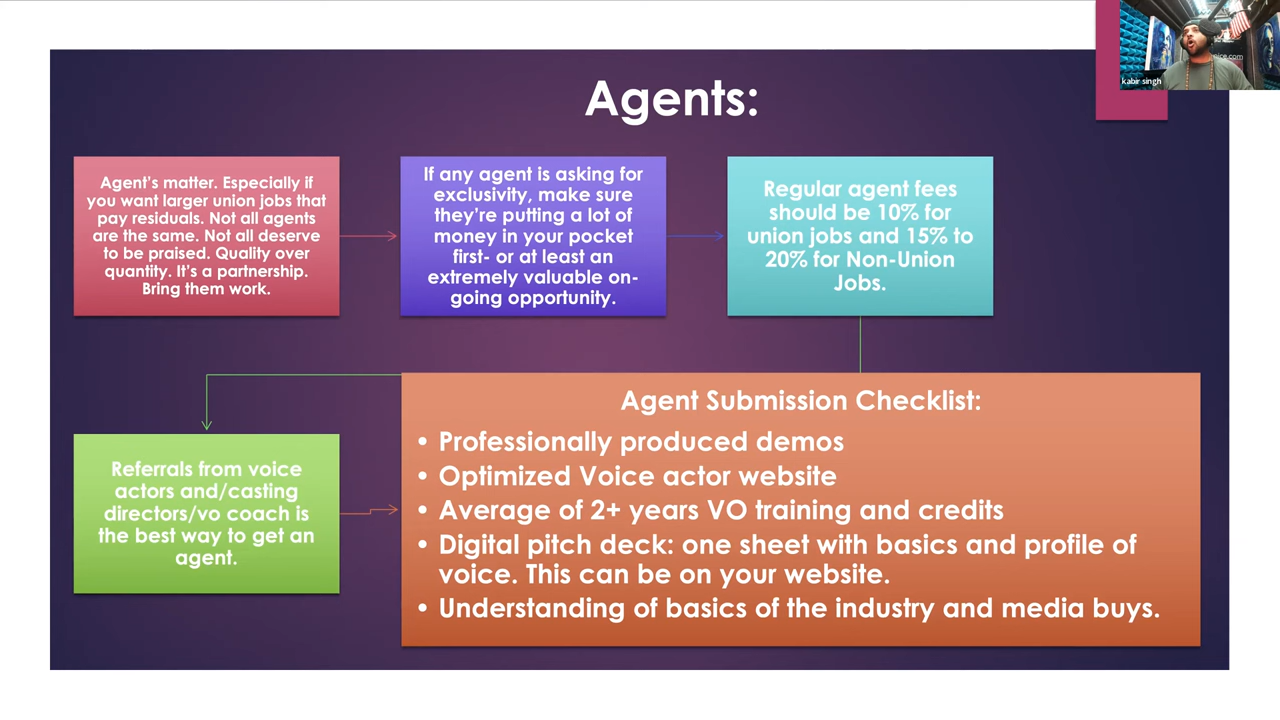 Agents:
Agent's matter. Especially if
you want larger union jobs that
pay residuals. Not all agents
are the same. Not all deserve
to be praised. Quality over
quantity. It's a partnership.
Bring them work.
If any agent is asking for
exclusivity, make sure
they're putting a lot of
money in your pocket
first- or at least an
extremely valuable on-
going opportunity.
Regular agent fees
should be 10% for
union jobs and 15% to
20% for Non-Union
Jobs.
Referrals from voice
actors and/casting
directors/vo coach is
the best way to get an
agent.
Agent Submission Checklist:
• Professionally produced demos
• Optimized Voice actor website
• Average of 2+ years VO training and credits
• Digital pitch deck: one sheet with basics and profile of
voice. This can be on your website.
• Understanding of basics of the industry and media buys.
kabir singh